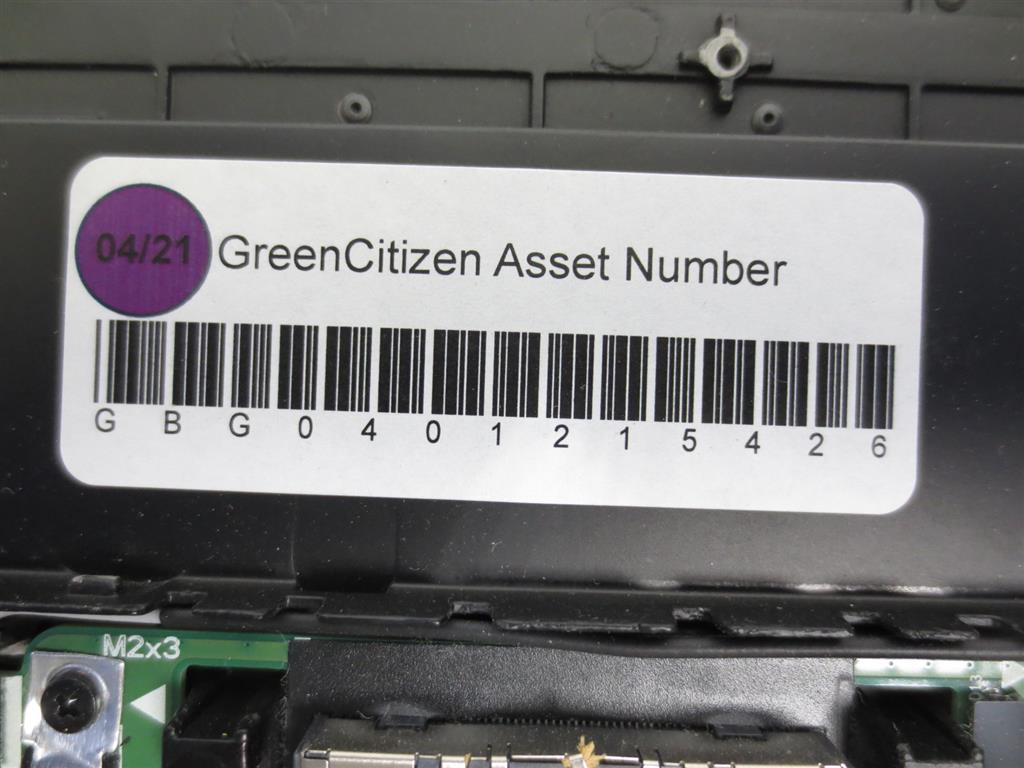 04/21 GreenCitizen Asset Number
G B G 0 4 0 1 2 1 5 4 2 6
M2x3